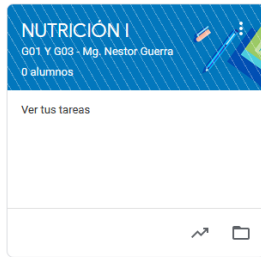 NUTRICIÓN I
G01 Y G03 - Mg. Nestor Guerra
0 alumnos
Ver tus tareas